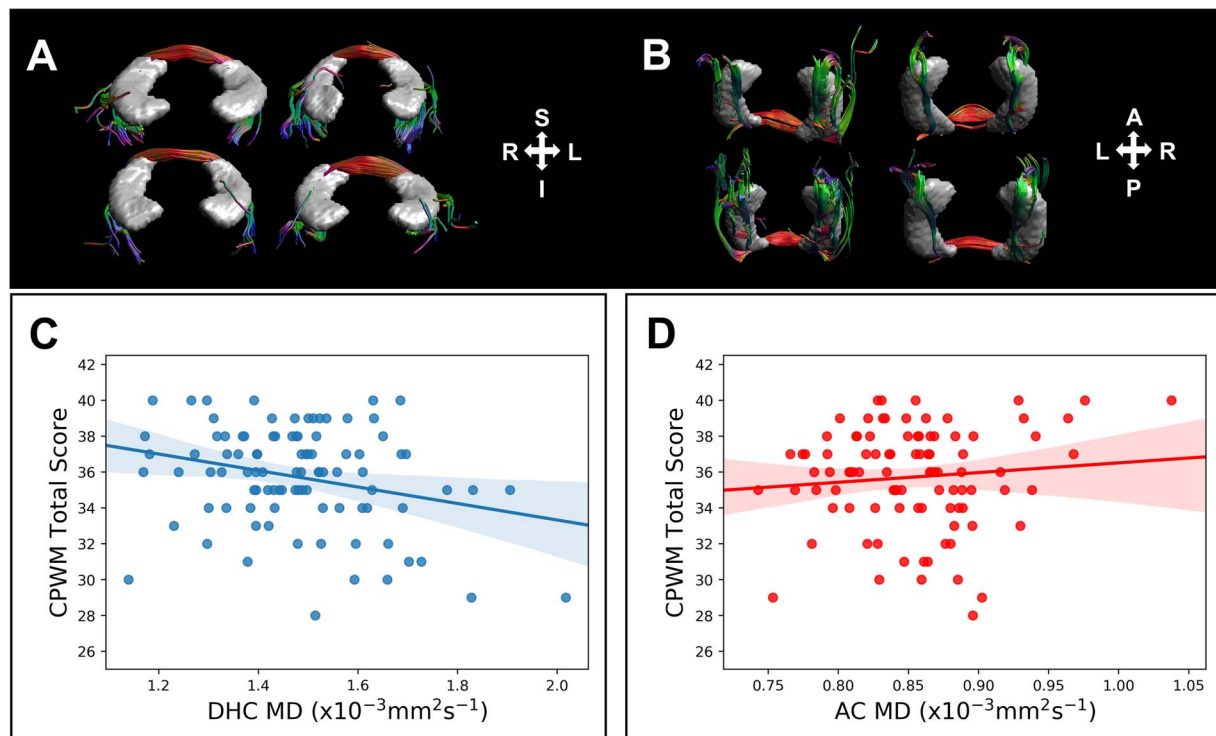 A
S
R L
I
B
A
L R
P
C
42
40
38
36
34
32
30
28
26
CPWM Total Score
1.2 1.4 1.6 1.8 2.0
DHC MD (x10⁻³mm²s⁻¹)
D
42
40
38
36
34
32
30
28
26
CPWM Total Score
0.75 0.80 0.85 0.90 0.95 1.00 1.05
AC MD (x10⁻³mm²s⁻¹)